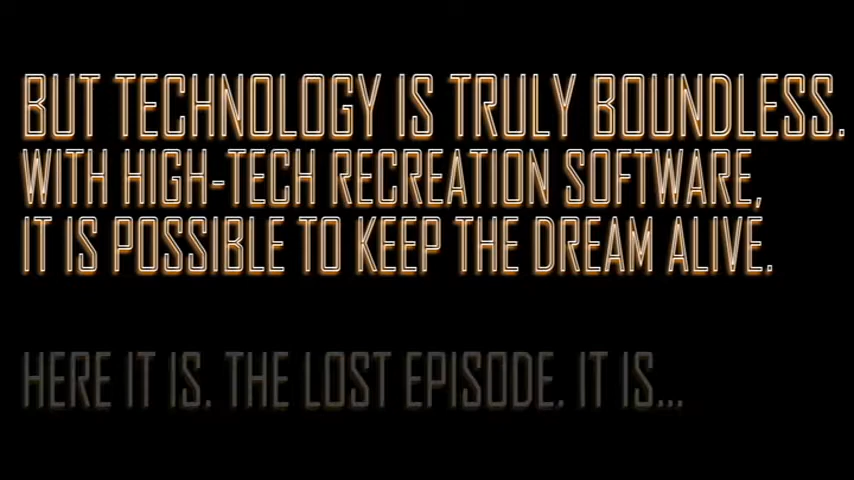 BUT TECHNOLOGY IS TRULY BOUNDLESS.
WITH HIGH-TECH RECREATION SOFTWARE,
IT IS POSSIBLE TO KEEP THE DREAM ALIVE.
HERE IT IS. THE LOST EPISODE. IT IS...